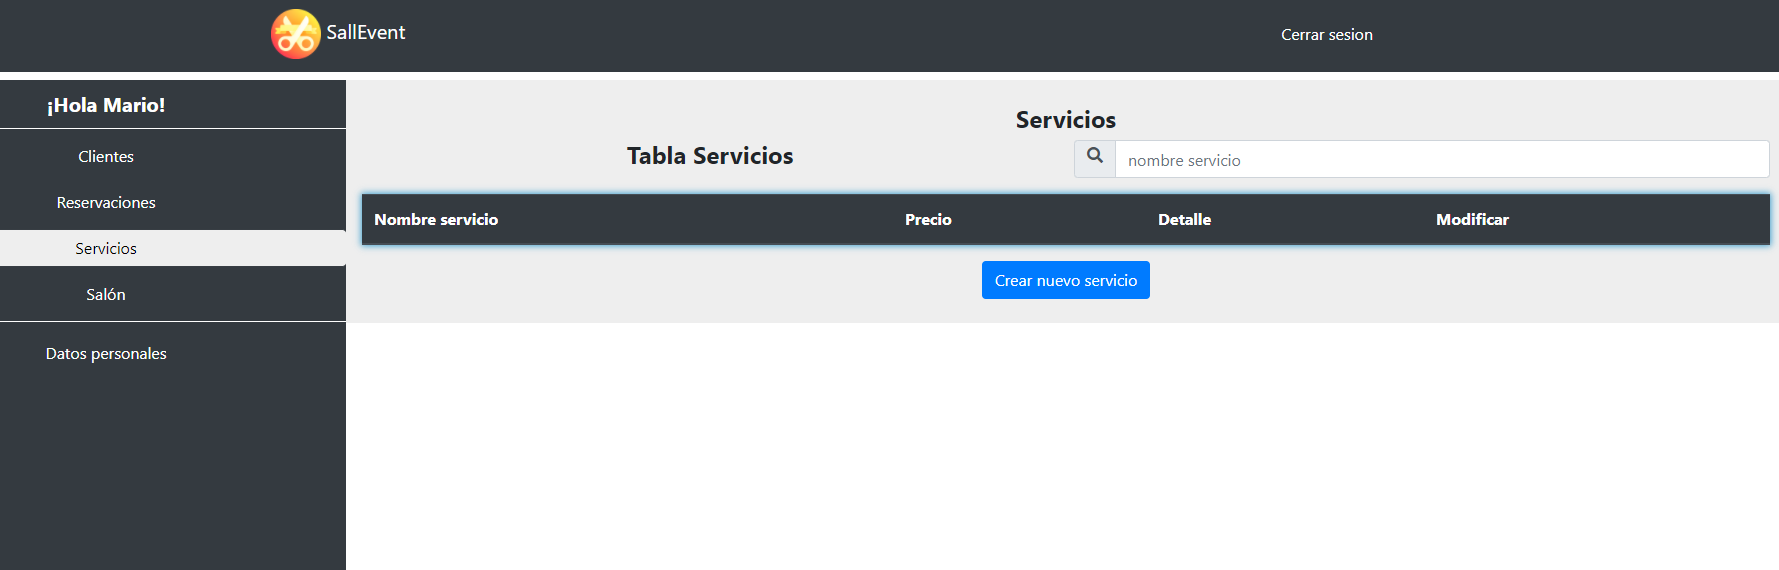 SallEvent
Cerrar sesion
¡Hola Mario!
Clientes
Reservaciones
Servicios
Salón
Datos personales
Servicios
Tabla Servicios
nombre servicio
Nombre servicio Precio Detalle Modificar
Crear nuevo servicio